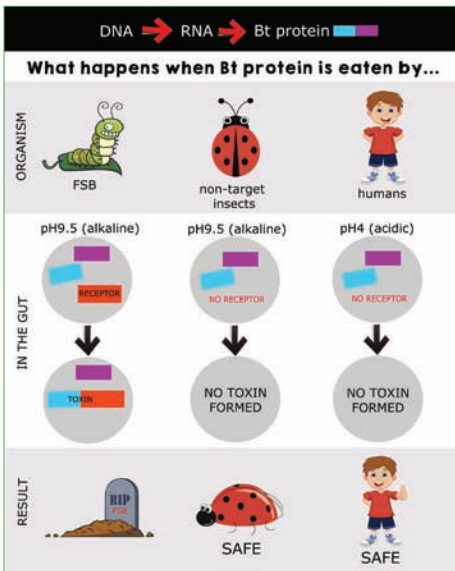 DNA RNA Bt protein
What happens when Bt protein is eaten by...
ORGANISM
FSB
non-target
insects
humans
IN THE GUT
pH9.5 (alkaline)
pH9.5 (alkaline)
pH4 (acidic)
RECEPTOR
NO RECEPTOR
NO RECEPTOR
TOXIN
NO TOXIN
FORMED
NO TOXIN
FORMED
RESULT
RIP
FSB
SAFE
SAFE